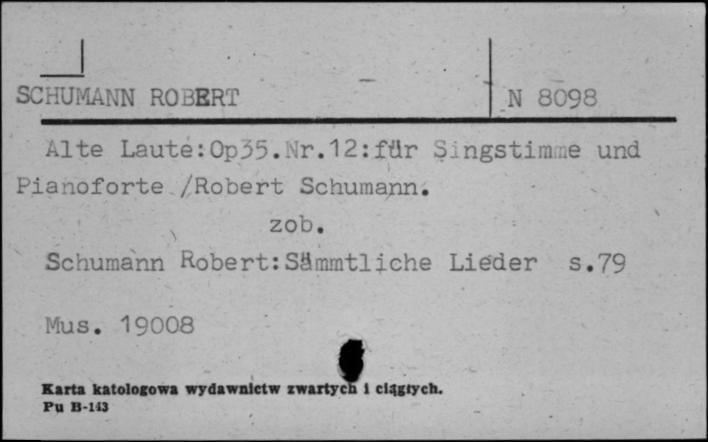 SCHUMANN ROBERT N 8098
Alte Laute:Op35.Nr.12:für Singstimme und
Pianoforte /Robert Schumann.
zob.
Schumann Robert:Sämmtliche Lieder s.79
Mus. 19008
Karta katologowa wydawnictw zwartych i ciągłych.
Pu B-143